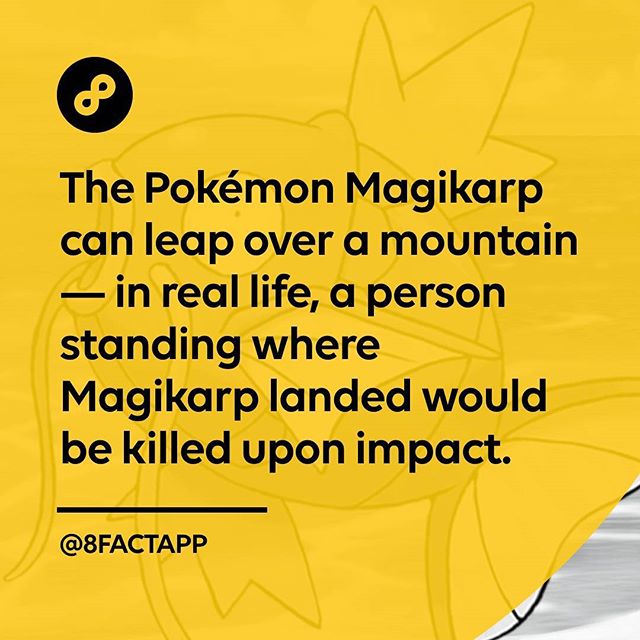 The Pokémon Magikarp
can leap over a mountain
— in real life, a person
standing where
Magikarp landed would
be killed upon impact.
@8FACTAPP